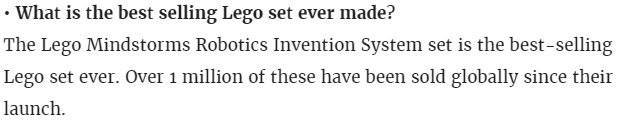 • What is the best selling Lego set ever made?
The Lego Mindstorms Robotics Invention System set is the best-selling
Lego set ever. Over 1 million of these have been sold globally since their
launch.